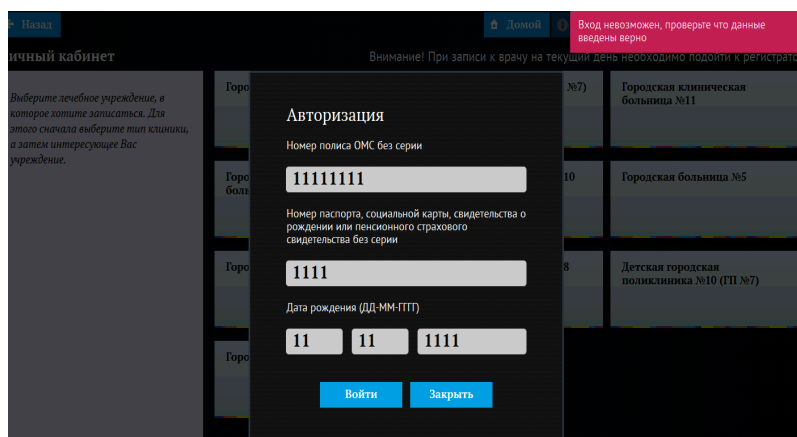 Назад
Домой
Вход невозможен, проверьте что данные
введены верно
ичный кабинет
Внимание! При записи к врачу на текущий день необходимо подойти к регистрато
Выберите лечебное учреждение, в
которое хотите записаться. Для
этого сначала выберите тип клиники,
а затем интересующее Вас
учреждение.
Горо
№7)
Городская клиническая
больница №11
Горо
боль
10
Городская больница №5
Горо
8
Детская городская
поликлиника №10 (ГП №7)
Горо
Авторизация
Номер полиса ОМС без серии
11111111
Номер паспорта, социальной карты, свидетельства о
рождении или пенсионного страхового
свидетельства без серии
1111
Дата рождения (ДД-ММ-ГГГГ)
11 11 1111
Войти Закрыть